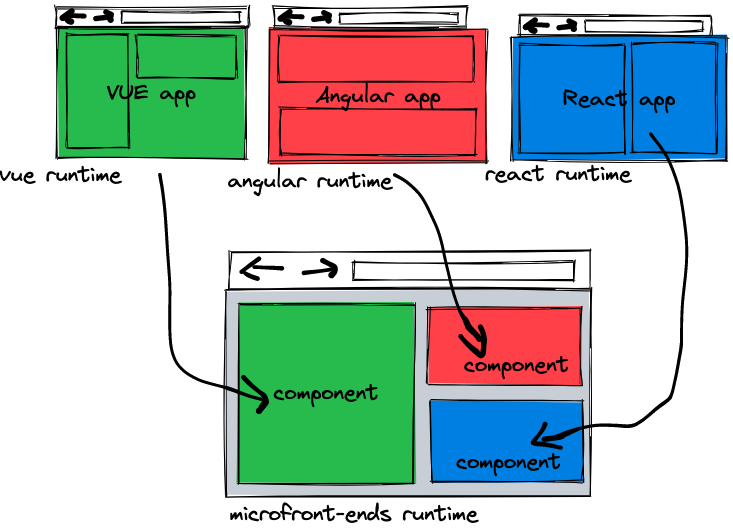 VUE app
Angular app
React app
vue runtime
angular runtime
react runtime
component
component
component
microfront-ends runtime